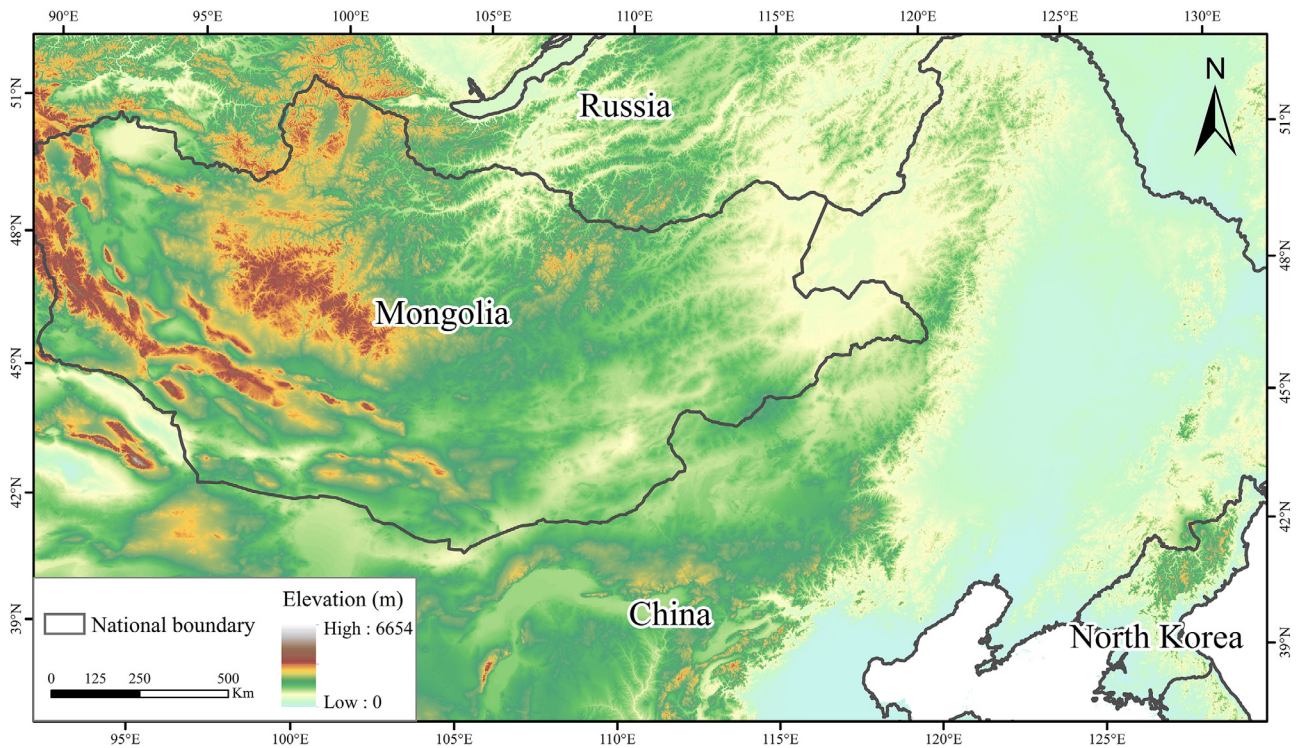 90°E 95°E 100°E 105°E 110°E 115°E 120°E 125°E 130°E
N
51°N 51°N
Russia
48°N 48°N
Mongolia
45°N 45°N
42°N 42°N
China
39°N 39°N
North Korea
National boundary
0 125 250 500
Km
Elevation (m)
High : 6654
Low : 0
95°E 100°E 105°E 110°E 115°E 120°E 125°E